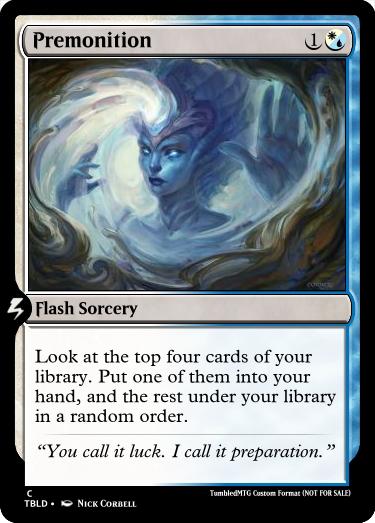 Premonition 1
Flash Sorcery
Look at the top four cards of your
library. Put one of them into your
hand, and the rest under your library
in a random order.
“You call it luck. I call it preparation.”
C
TBLD • Nick Corbell
TumbledMTG Custom Format (NOT FOR SALE)